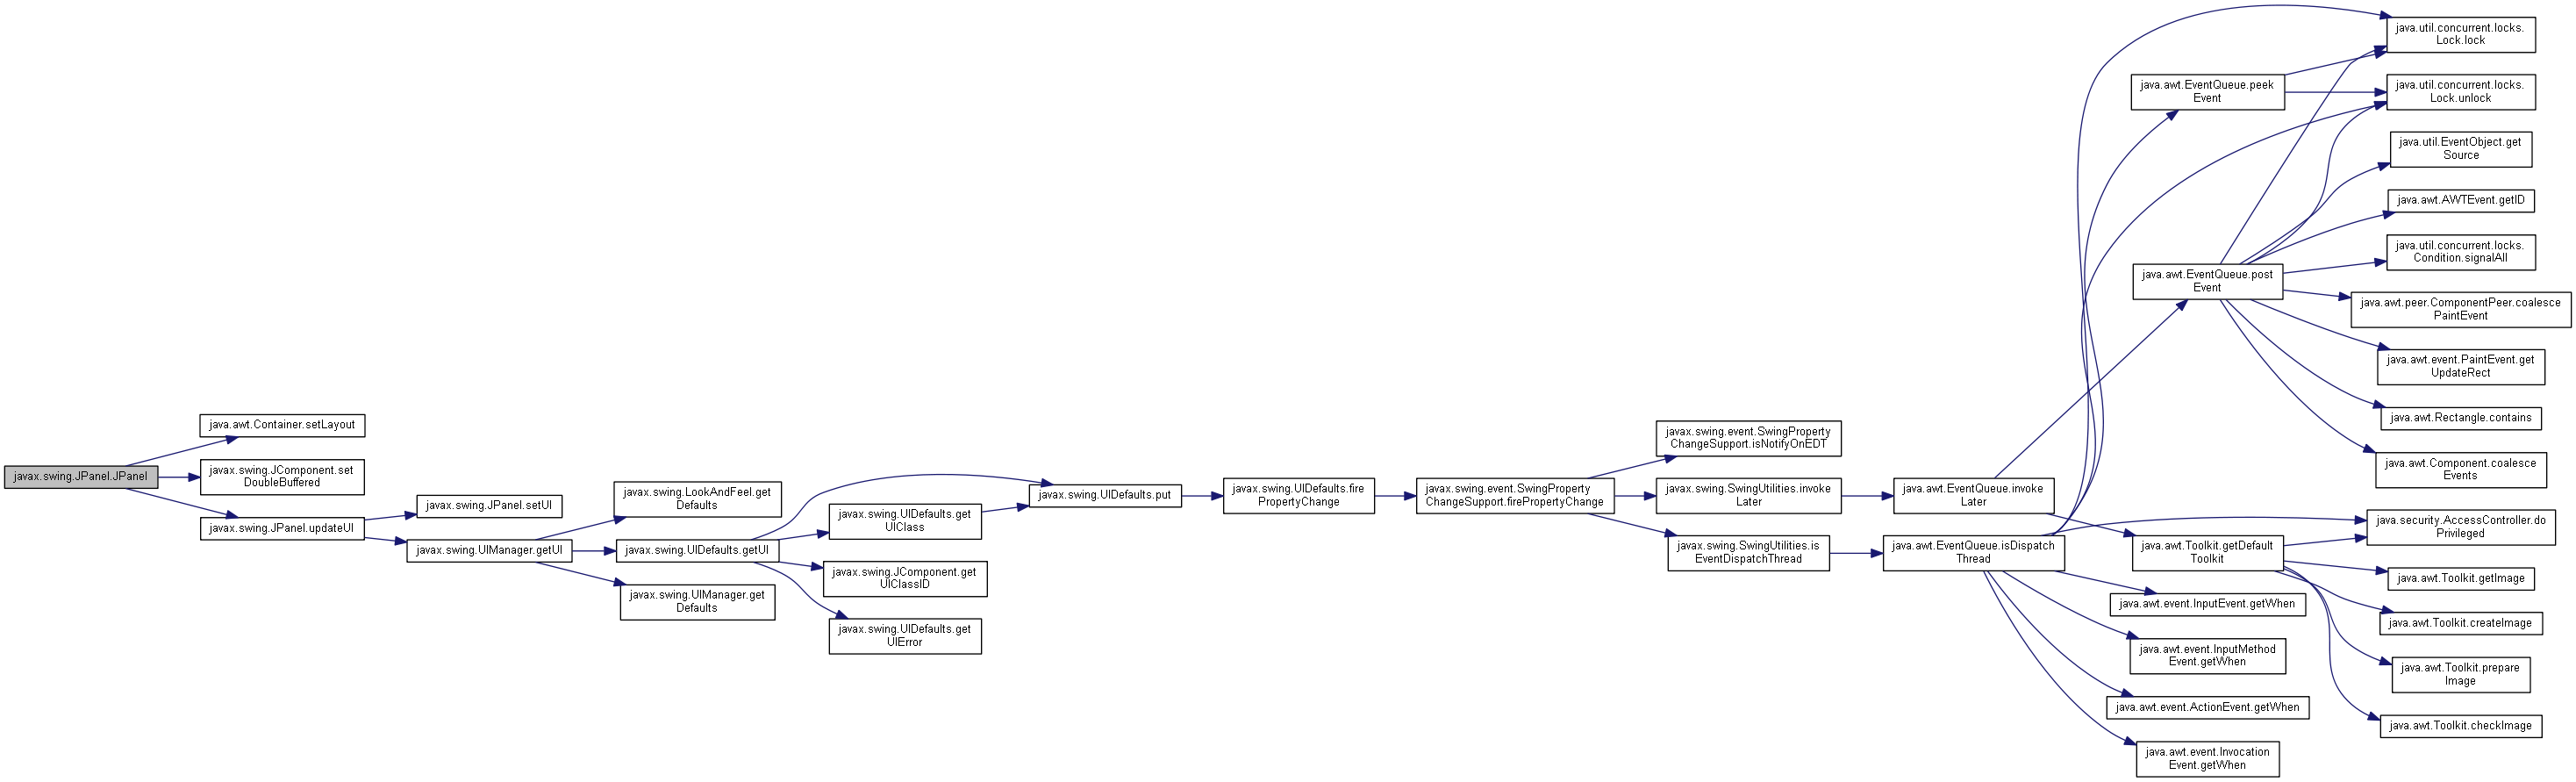 javax.swing.JPanel.JPanel
java.awt.Container.setLayout
javax.swing.JComponent.set
DoubleBuffered
javax.swing.JPanel.updateUI
javax.swing.JPanel.setUI
javax.swing.UIManager.getUI
javax.swing.LookAndFeel.get
Defaults
javax.swing.UIDefaults.getUI
javax.swing.UIManager.get
Defaults
javax.swing.UIDefaults.get
UIClass
javax.swing.JComponent.get
UIClassID
javax.swing.UIDefaults.get
UIError
javax.swing.UIDefaults.put
javax.swing.UIDefaults.fire
PropertyChange
javax.swing.event.SwingProperty
ChangeSupport.firePropertyChange
javax.swing.event.SwingProperty
ChangeSupport.isNotifyOnEDT
javax.swing.SwingUtilities.invoke
Later
javax.swing.SwingUtilities.is
EventDispatchThread
java.awt.EventQueue.invoke
Later
java.awt.EventQueue.isDispatch
Thread
java.awt.EventQueue.peek
Event
java.awt.EventQueue.post
Event
java.awt.Toolkit.getDefault
Toolkit
java.awt.event.InputEvent.getWhen
java.awt.event.InputMethod
Event.getWhen
java.awt.event.ActionEvent.getWhen
java.awt.event.Invocation
Event.getWhen
java.util.concurrent.locks.
Lock.lock
java.util.concurrent.locks.
Lock.unlock
java.util.EventObject.get
Source
java.awt.AWTEvent.getID
java.util.concurrent.locks.
Condition.signalAll
java.awt.peer.ComponentPeer.coalesce
PaintEvent
java.awt.event.PaintEvent.get
UpdateRect
java.awt.Rectangle.contains
java.awt.Component.coalesce
Events
java.security.AccessController.do
Privileged
java.awt.Toolkit.getImage
java.awt.Toolkit.createImage
java.awt.Toolkit.prepare
Image
java.awt.Toolkit.checkImage